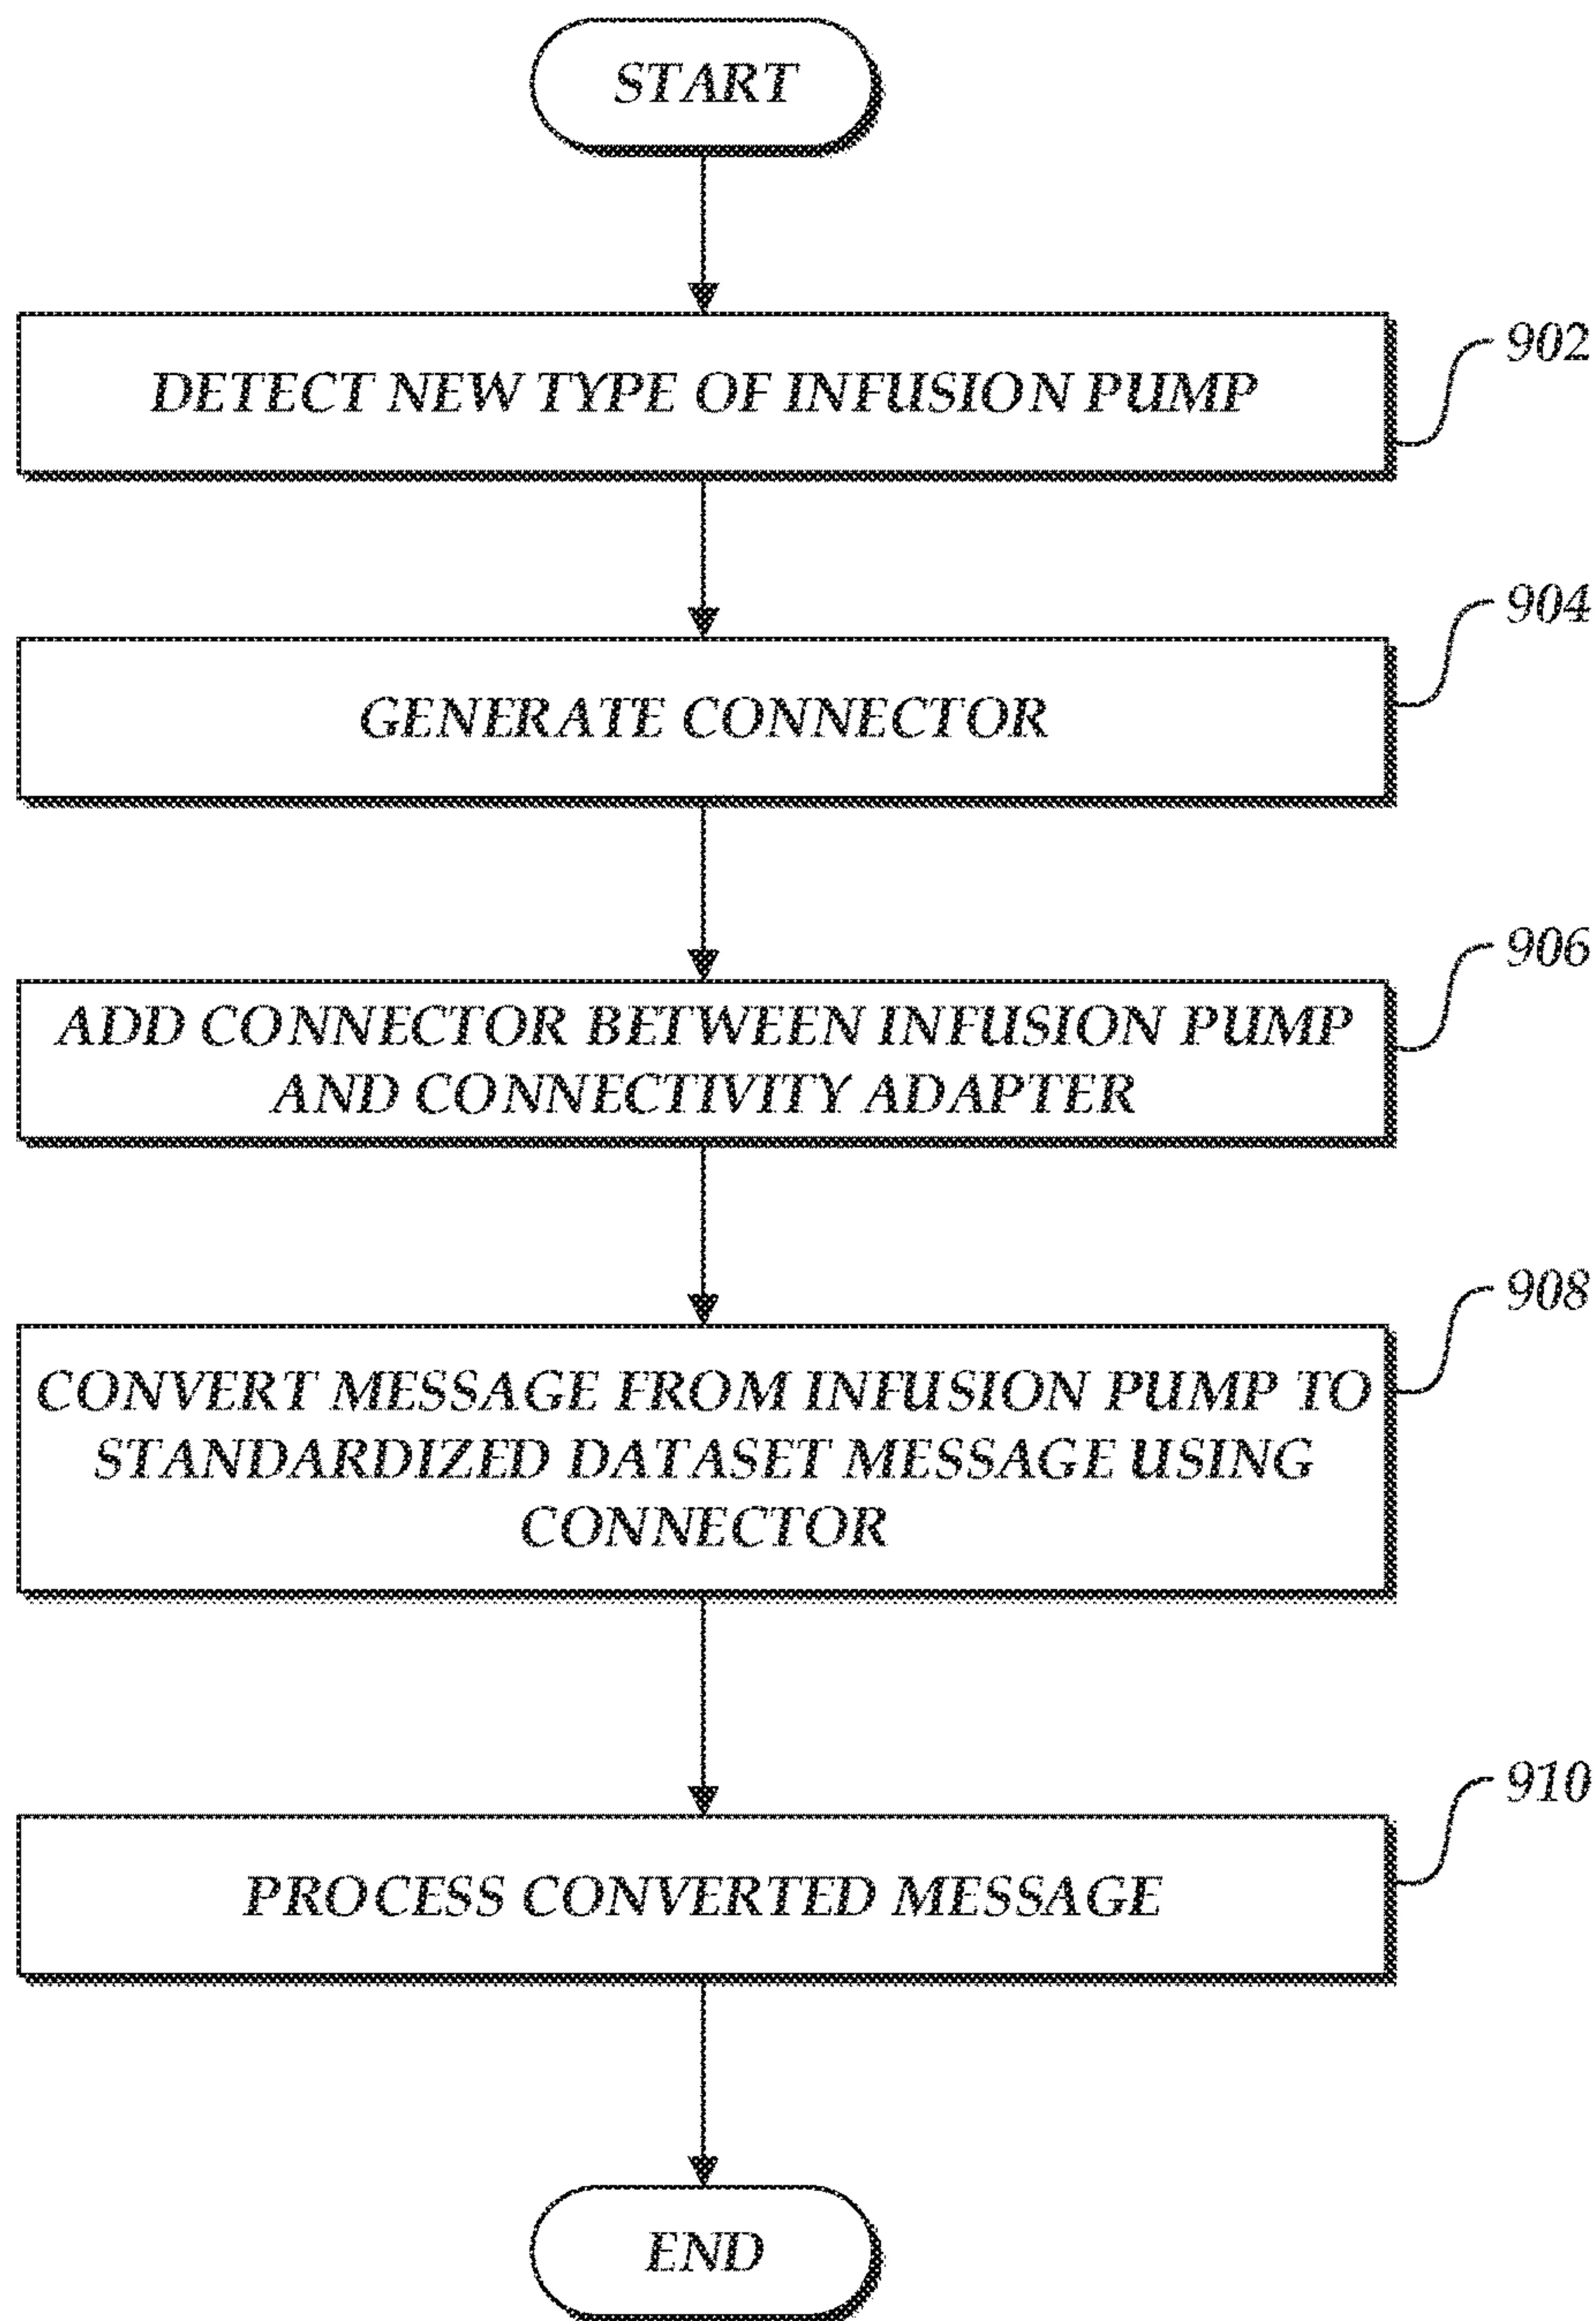 START
DETECT NEW TYPE OF INFUSION PUMP
902
GENERATE CONNECTOR
904
ADD CONNECTOR BETWEEN INFUSION PUMP
AND CONNECTIVITY ADAPTER
906
CONVERT MESSAGE FROM INFUSION PUMP TO
STANDARDIZED DATASET MESSAGE USING
CONNECTOR
908
PROCESS CONVERTED MESSAGE
910
END